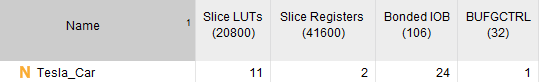 Name 1 Slice LUTs (20800) Slice Registers (41600) Bonded IOB (106) BUFGCTRL (32)
N Tesla_Car 11 2 24 1